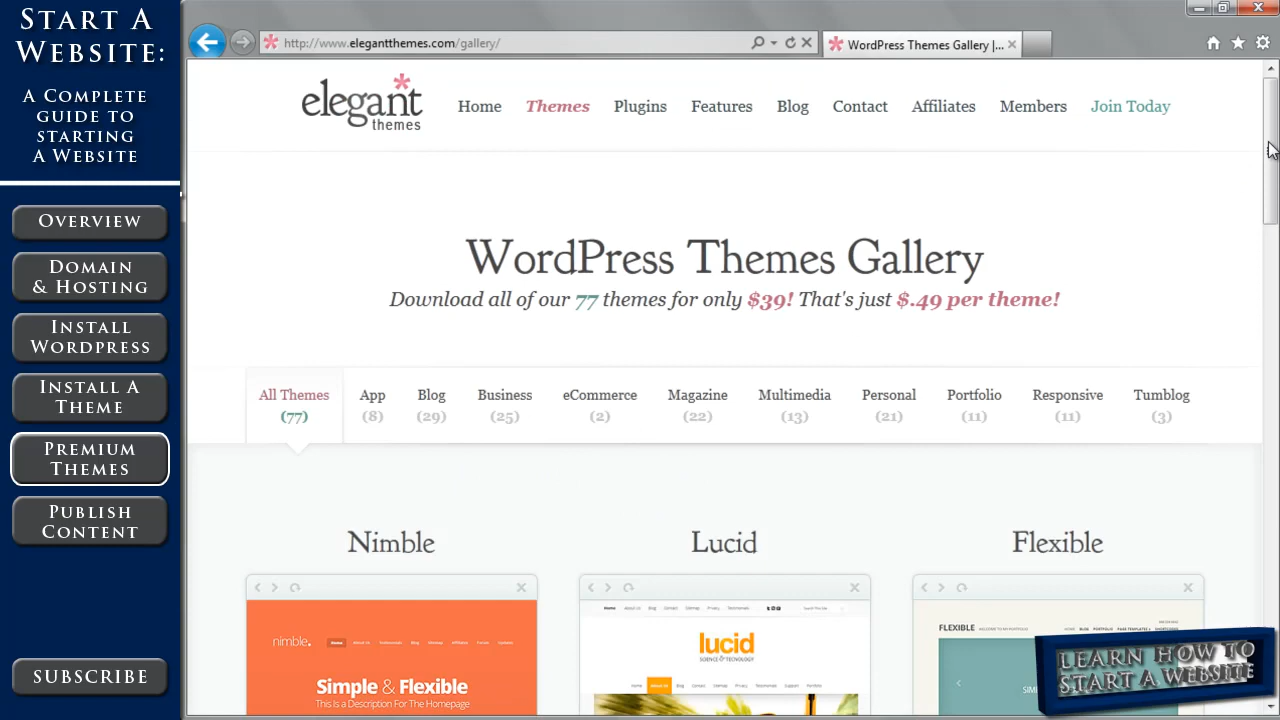 START A
WEBSITE:
A COMPLETE
GUIDE TO
STARTING
A WEBSITE
OVERVIEW
DOMAIN
& HOSTING
INSTALL
WORDPRESS
INSTALL A
THEME
PREMIUM
THEMES
PUBLISH
CONTENT
SUBSCRIBE
http://www.elegantthemes.com/gallery/
WordPress Themes Gallery |...
elegant
themes
Home Themes Plugins Features Blog Contact Affiliates Members Join Today
WordPress Themes Gallery
Download all of our 77 themes for only $39! That's just $.49 per theme!
All Themes App Blog Business eCommerce Magazine Multimedia Personal Portfolio Responsive Tumblog
(77) (8) (29) (25) (2) (22) (13) (21) (11) (11) (3)
Nimble Lucid Flexible
nimble.
Simple & Flexible
This Is a Description For The Homepage
lucid
SCIENCE & TECNOLOGY
FLEXIBLE
LEARN HOW TO
START A WEBSITE